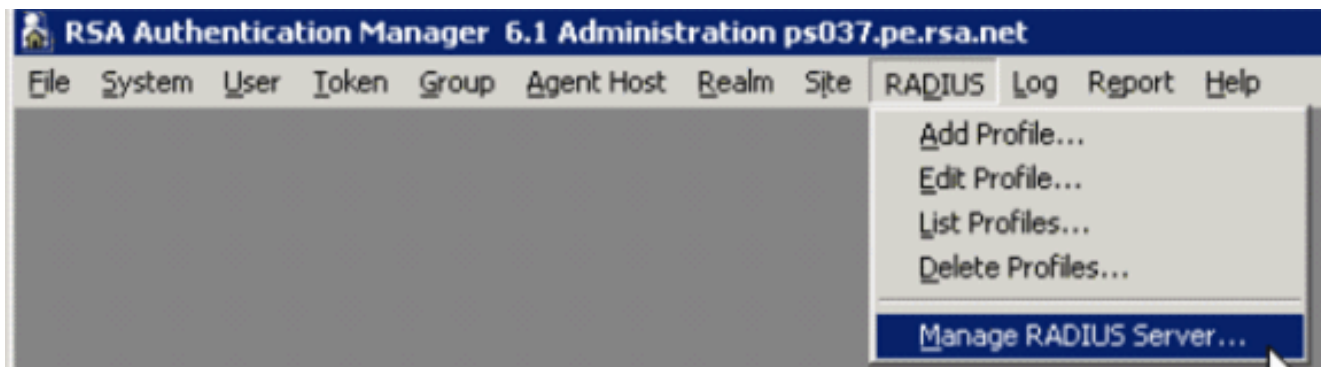 RSA Authentication Manager 6.1 Administration ps037.pe.rsa.net
File System User Token Group Agent Host Realm Site RADIUS Log Report Help
Add Profile...
Edit Profile...
List Profiles...
Delete Profiles...
Manage RADIUS Server...